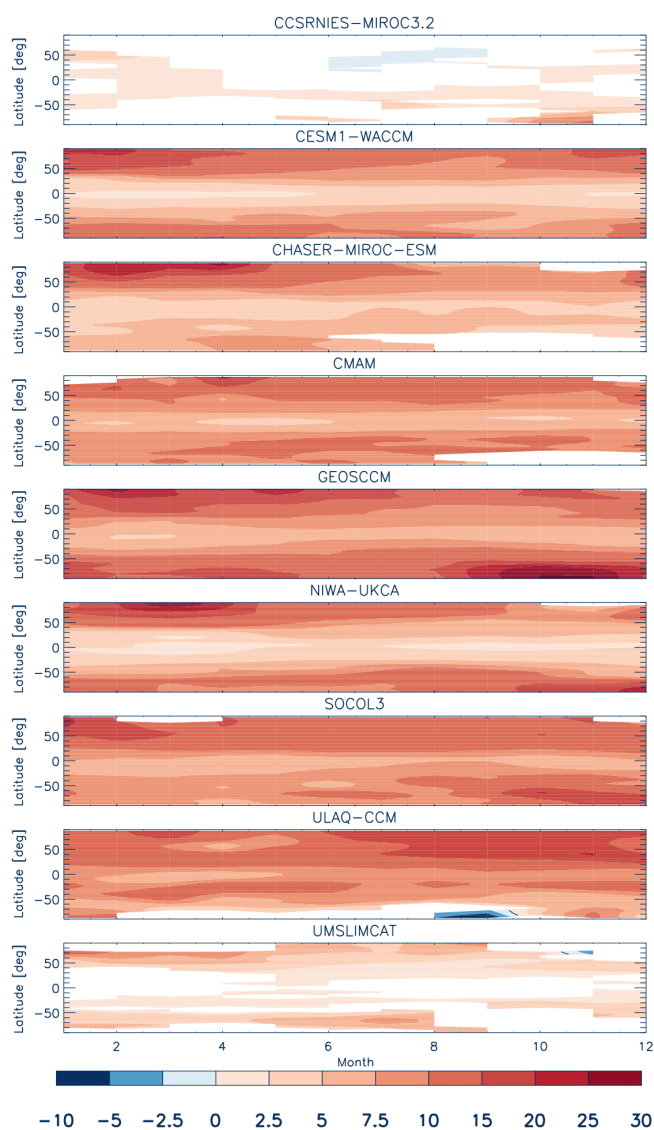 CCSRNIES-MIROC3.2
Latitude [deg]
50
0
-50
CESM1-WACCM
Latitude [deg]
50
0
-50
CHASER-MIROC-ESM
Latitude [deg]
50
0
-50
CMAM
Latitude [deg]
50
0
-50
GEOSCCM
Latitude [deg]
50
0
-50
NIWA-UKCA
Latitude [deg]
50
0
-50
SOCOL3
Latitude [deg]
50
0
-50
ULAQ-CCM
Latitude [deg]
50
0
-50
UMSLIMCAT
Latitude [deg]
50
0
-50
2 4 6 8 10 12
Month
-10 -5 -2.5 0 2.5 5 7.5 10 15 20 25 30